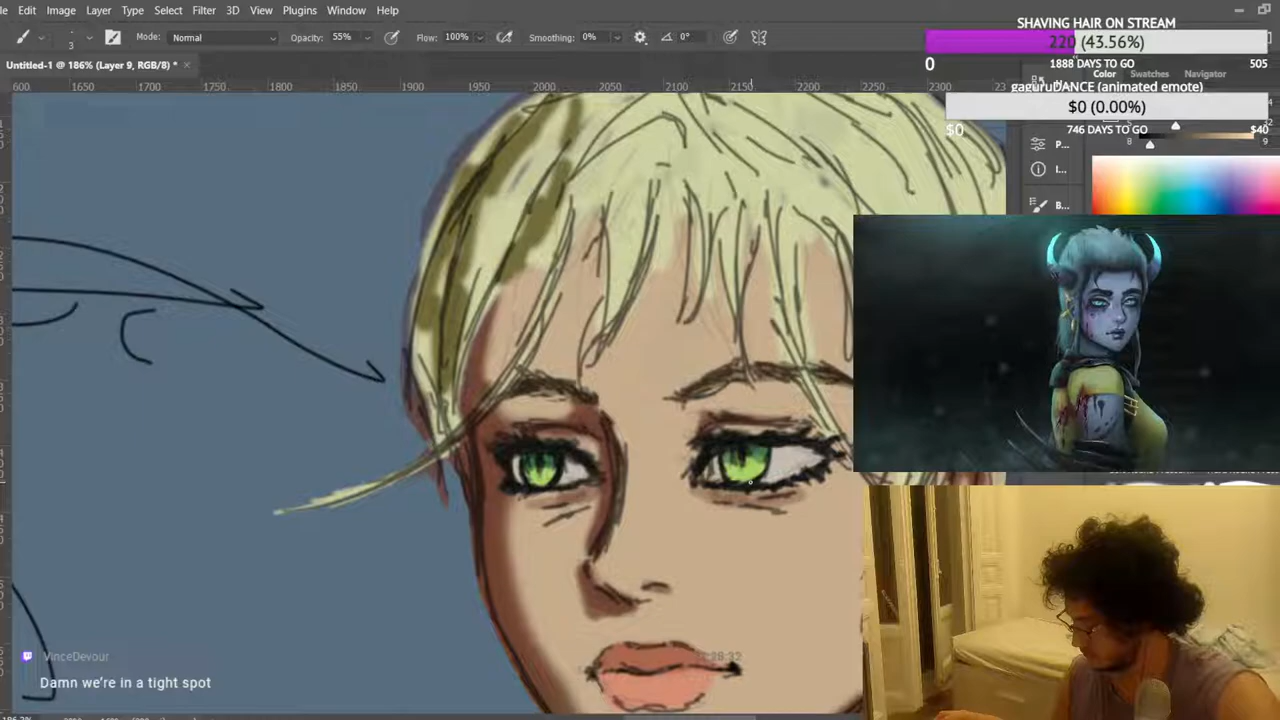 Edit Image Layer Type Select Filter 3D View Plugins Window Help
3 Mode: Normal Opacity: 55% Flow: 100% Smoothing: 0% 0°
Untitled-1 @ 186% (Layer 9, RGB/8) *
600 1700 1750 1800 1850 1900 1950 2000 2050 2100 2150 2200 2250 2300
SHAVING HAIR ON STREAM
220 (43.56%)
0 1888 DAYS TO GO 505
Color Swatches Navigator
gaguruDANCE (animated emote)
$0 (0.00%)
$0 746 DAYS TO GO $40
P...
I...
B...
VinceDevour
Damn we're in a tight spot